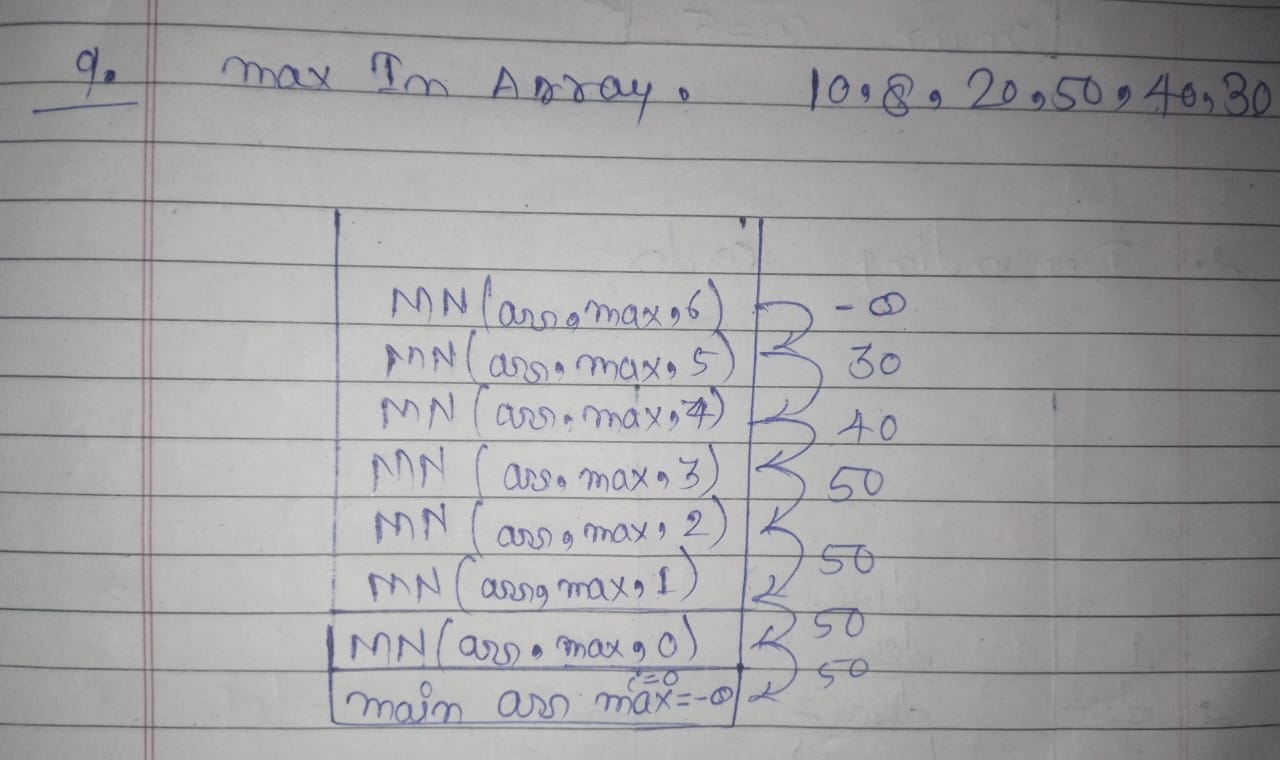 9. max In Array. 10, 8, 20, 50, 40, 30
MN (arr, max, 6) -∞
MN (arr, max, 5) 30
MN (arr, max, 4) 40
MN (arr, max, 3) 50
MN (arr, max, 2)
50
MN (arr, max, 1)
50
MN (arr, max, 0)
50
i=0
main arr max=-∞